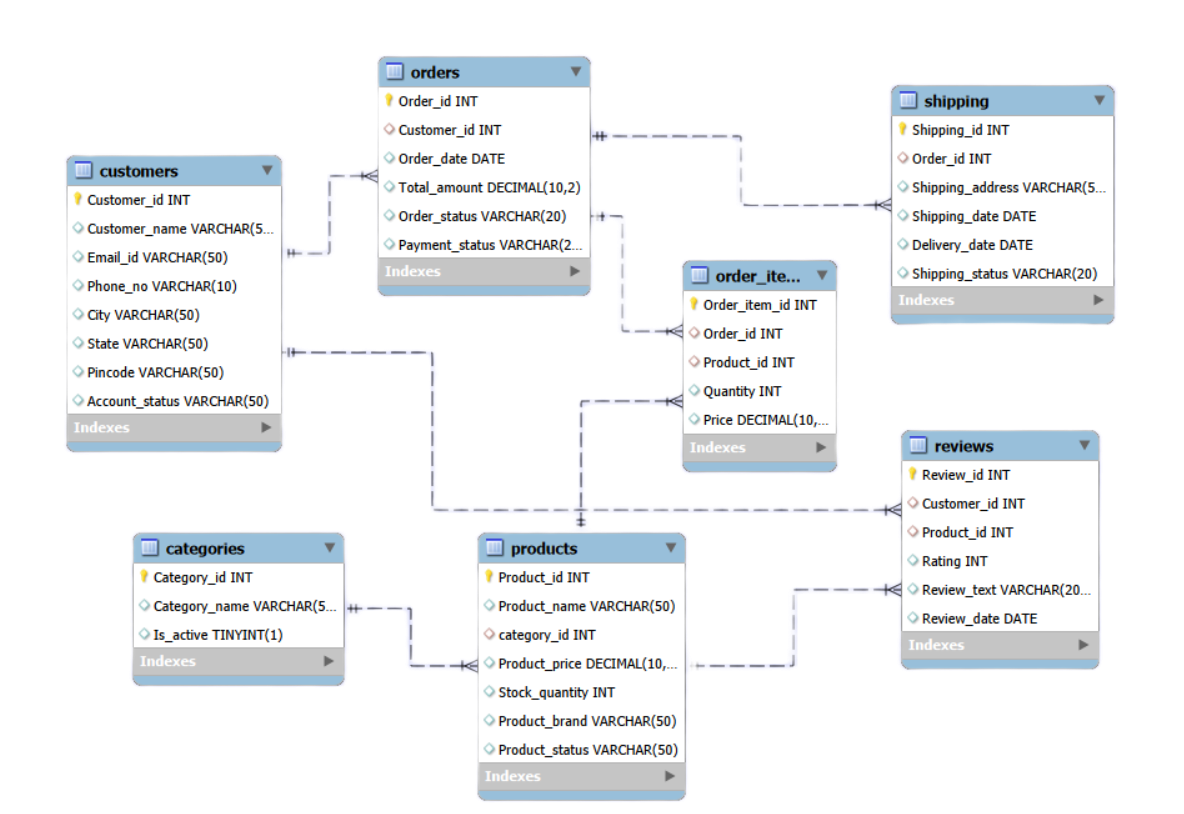 orders
Order_id INT
Customer_id INT
Order_date DATE
Total_amount DECIMAL(10,2)
Order_status VARCHAR(20)
Payment_status VARCHAR(2...
Indexes
shipping
Shipping_id INT
Order_id INT
Shipping_address VARCHAR(5...
Shipping_date DATE
Delivery_date DATE
Shipping_status VARCHAR(20)
Indexes
customers
Customer_id INT
Customer_name VARCHAR(5...
Email_id VARCHAR(50)
Phone_no VARCHAR(10)
City VARCHAR(50)
State VARCHAR(50)
Pincode VARCHAR(50)
Account_status VARCHAR(50)
Indexes
order_ite...
Order_item_id INT
Order_id INT
Product_id INT
Quantity INT
Price DECIMAL(10,...
Indexes
reviews
Review_id INT
Customer_id INT
Product_id INT
Rating INT
Review_text VARCHAR(20...
Review_date DATE
Indexes
categories
Category_id INT
Category_name VARCHAR(5...
Is_active TINYINT(1)
Indexes
products
Product_id INT
Product_name VARCHAR(50)
category_id INT
Product_price DECIMAL(10,...
Stock_quantity INT
Product_brand VARCHAR(50)
Product_status VARCHAR(50)
Indexes